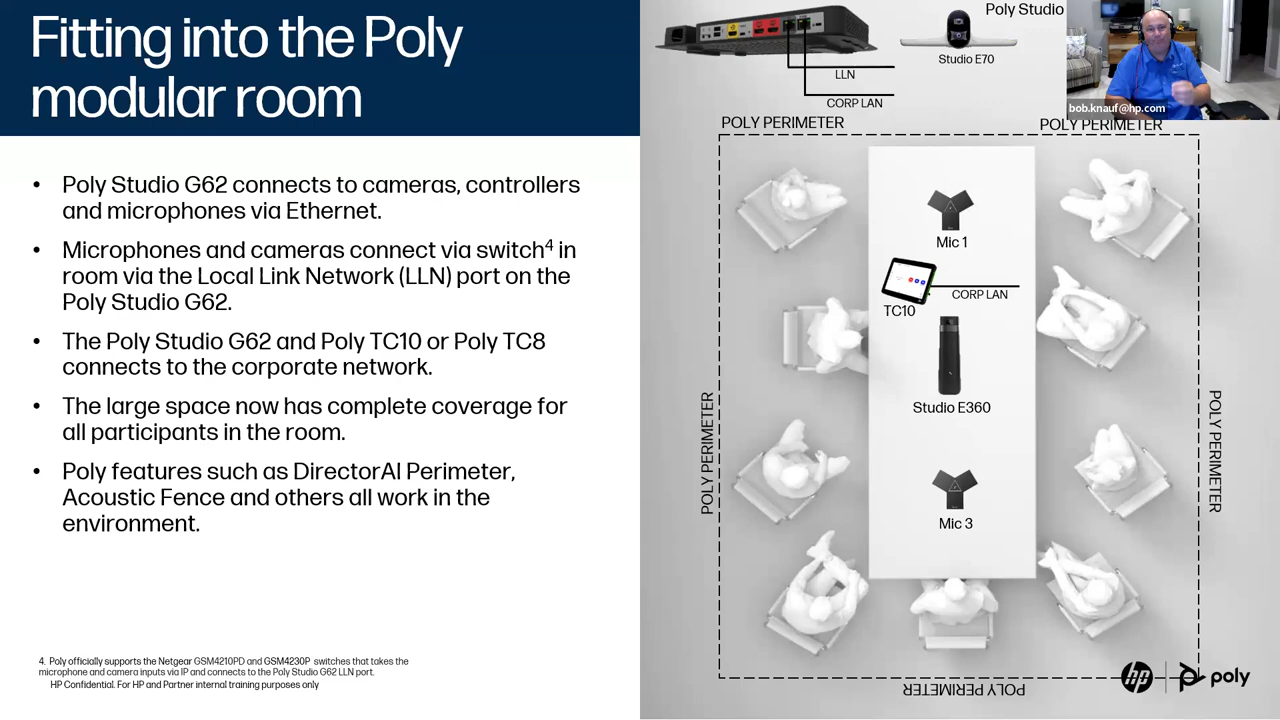 Fitting into the Poly
modular room
• Poly Studio G62 connects to cameras, controllers
and microphones via Ethernet.
• Microphones and cameras connect via switch⁴ in
room via the Local Link Network (LLN) port on the
Poly Studio G62.
• The Poly Studio G62 and Poly TC10 or Poly TC8
connects to the corporate network.
• The large space now has complete coverage for
all participants in the room.
• Poly features such as DirectorAI Perimeter,
Acoustic Fence and others all work in the
environment.
4. Poly officially supports the Netgear GSM4210PD and GSM4230P switches that takes the
microphone and camera inputs via IP and connects to the Poly Studio G62 LLN port.
HP Confidential. For HP and Partner internal training purposes only
Poly Studio
Studio E70
LLN
CORP LAN
bob.knauf@hp.com
POLY PERIMETER
POLY PERIMETER
Mic 1
CORP LAN
TC10
Studio E360
POLY PERIMETER
POLY PERIMETER
Mic 3
POLY PERIMETER
hp
poly